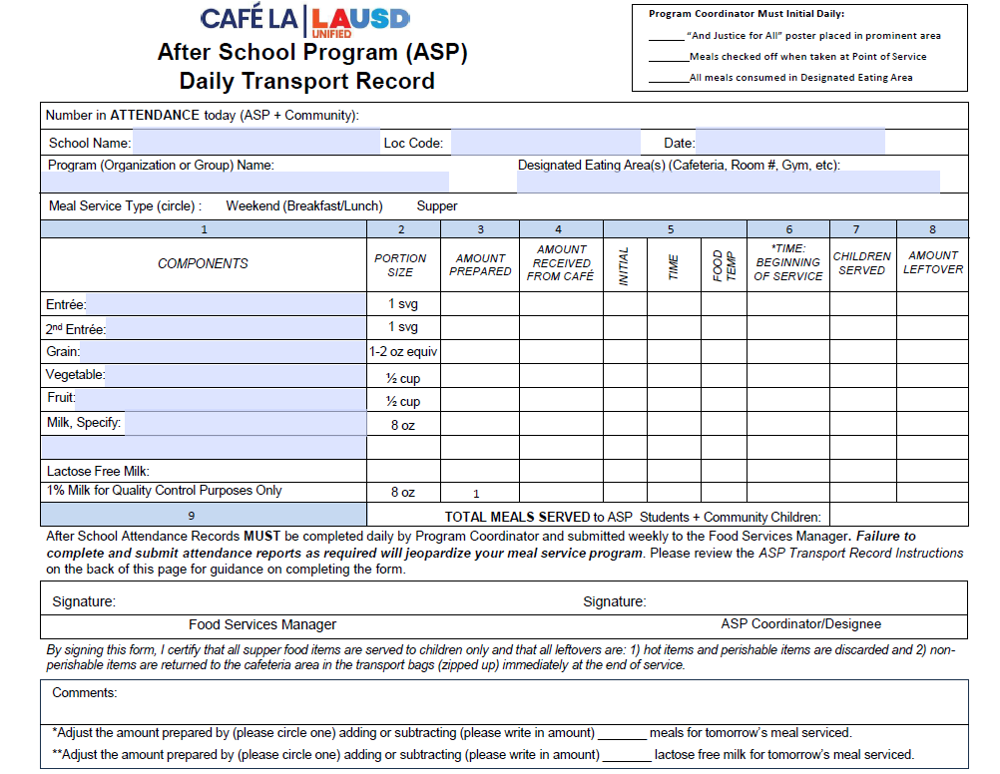 CAFÉ LA LAUSD
UNIFIED
After School Program (ASP)
Daily Transport Record
Program Coordinator Must Initial Daily:
______ “And Justice for All” poster placed in prominent area
______Meals checked off when taken at Point of Service
______All meals consumed in Designated Eating Area
Number in ATTENDANCE today (ASP + Community):
School Name: Loc Code: Date:
Program (Organization or Group) Name: Designated Eating Area(s) (Cafeteria, Room #, Gym, etc):
Meal Service Type (circle) : Weekend (Breakfast/Lunch) Supper
1 2 3 4 5 6 7 8
COMPONENTS
PORTION
SIZE
AMOUNT
PREPARED
AMOUNT
RECEIVED
FROM CAFÉ
INITIAL
TIME
FOOD
TEMP
*TIME:
BEGINNING
OF SERVICE
CHILDREN
SERVED
AMOUNT
LEFTOVER
Entrée: 1 svg
2nd Entrée: 1 svg
Grain: 1-2 oz equiv
Vegetable: ½ cup
Fruit: ½ cup
Milk, Specify: 8 oz
Lactose Free Milk:
1% Milk for Quality Control Purposes Only 8 oz 1
9 TOTAL MEALS SERVED to ASP Students + Community Children:
After School Attendance Records MUST be completed daily by Program Coordinator and submitted weekly to the Food Services Manager. Failure to
complete and submit attendance reports as required will jeopardize your meal service program. Please review the ASP Transport Record Instructions
on the back of this page for guidance on completing the form.
Signature: Signature:
Food Services Manager ASP Coordinator/Designee
By signing this form, I certify that all supper food items are served to children only and that all leftovers are: 1) hot items and perishable items are discarded and 2) non-
perishable items are returned to the cafeteria area in the transport bags (zipped up) immediately at the end of service.
Comments:
*Adjust the amount prepared by (please circle one) adding or subtracting (please write in amount) _______ meals for tomorrow’s meal serviced.
**Adjust the amount prepared by (please circle one) adding or subtracting (please write in amount) _______ lactose free milk for tomorrow’s meal serviced.